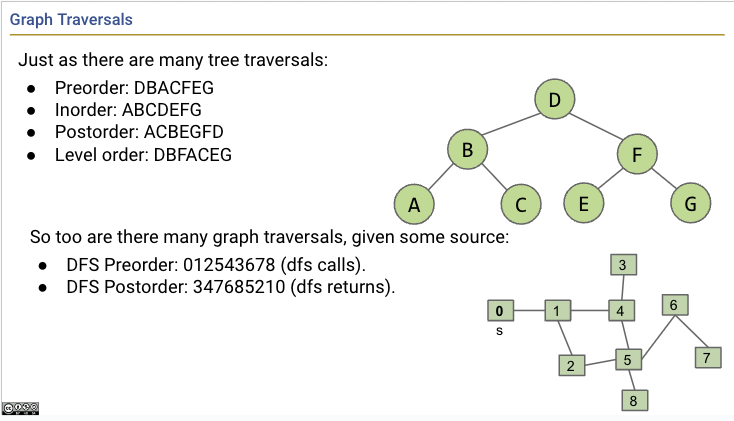 Graph Traversals
Just as there are many tree traversals:
● Preorder: DBACFEG
● Inorder: ABCDEFG
● Postorder: ACBEGFD
● Level order: DBFACEG
D
B
F
A
C
E
G
So too are there many graph traversals, given some source:
● DFS Preorder: 012543678 (dfs calls).
● DFS Postorder: 347685210 (dfs returns).
3
0
1
4
6
s
2
5
7
8